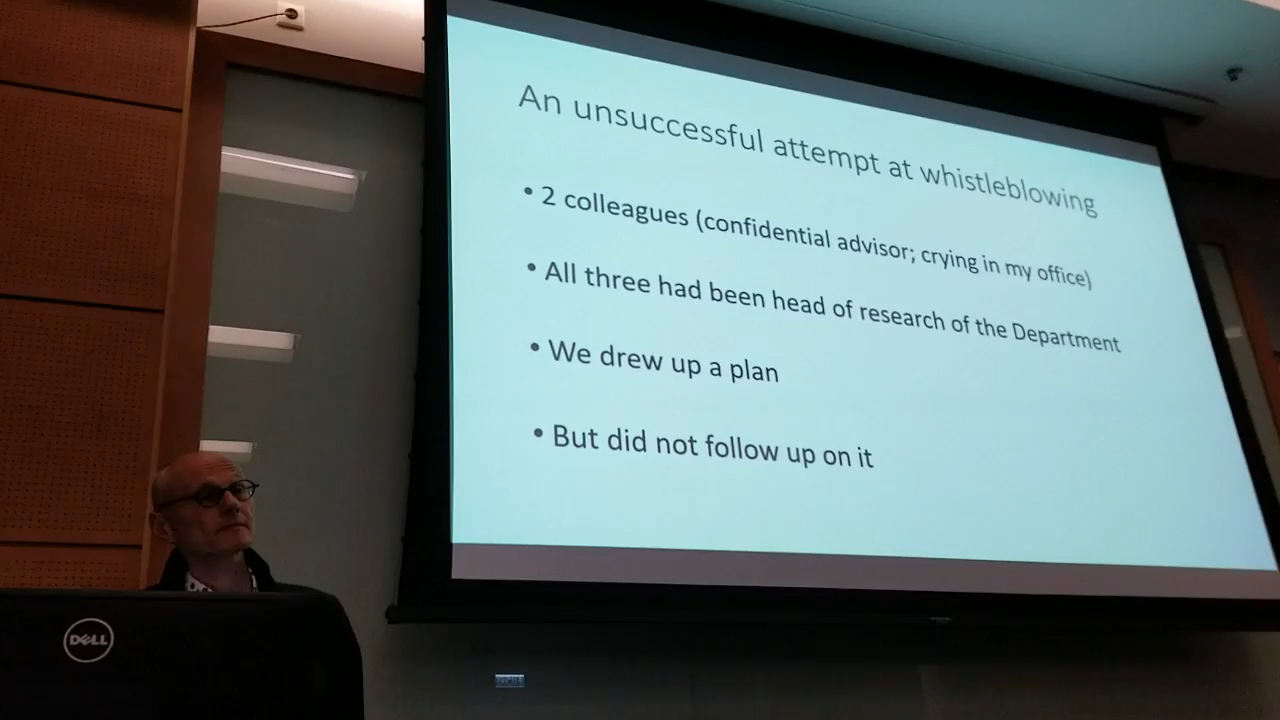 An unsuccessful attempt at whistleblowing
• 2 colleagues (confidential advisor; crying in my office)
• All three had been head of research of the Department
• We drew up a plan
• But did not follow up on it
DELL